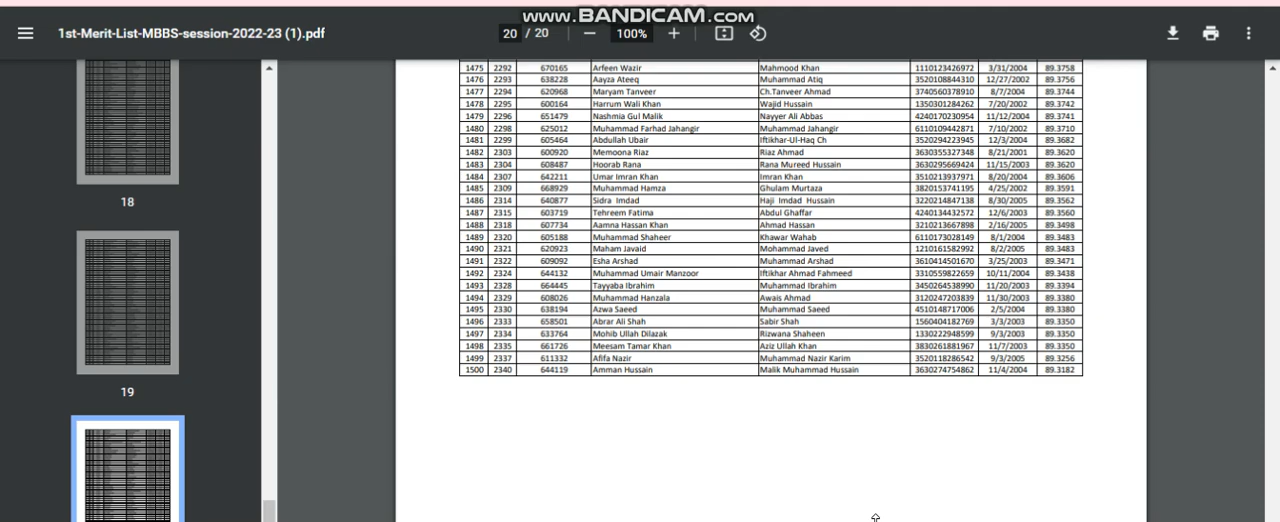 www.BANDICAM.com
1st-Merit-List-MBBS-session-2022-23 (1).pdf 20 / 20 100%
1475 2292 670165 Arfeen Wazir Mahmood Khan 1110123426972 3/31/2004 89.3758
1476 2293 638228 Aayza Ateeq Muhammad Atiq 3520108844310 12/27/2002 89.3756
1477 2294 620968 Maryam Tanveer Ch.Tanveer Ahmad 3740560378910 8/7/2004 89.3744
1478 2295 600164 Harrum Wali Khan Wajid Hussain 1350301284262 7/20/2002 89.3742
1479 2296 651479 Nashmia Gul Malik Nayyer Ali Abbas 4240170230954 11/12/2004 89.3741
1480 2298 625012 Muhammad Farhad Jahangir Muhammad Jahangir 6110109442871 7/10/2002 89.3710
1481 2299 605464 Abdullah Ubair Iftikhar-Ul-Haq Ch 3520294223945 12/3/2004 89.3682
1482 2303 600920 Memoona Riaz Riaz Ahmad 3630355327348 8/21/2001 89.3620
1483 2304 608487 Hoorab Rana Rana Mureed Hussain 3630295669424 11/15/2003 89.3620
1484 2307 642211 Umar Imran Khan Imran Khan 3510213937971 8/20/2004 89.3606
1485 2309 668929 Muhammad Hamza Ghulam Murtaza 3820153741195 4/25/2002 89.3591
1486 2314 640877 Sidra Imdad Haji Imdad Hussain 3220214847138 8/30/2005 89.3562
1487 2315 603719 Tehreem Fatima Abdul Ghaffar 4240134432572 12/6/2003 89.3560
1488 2318 607734 Aamna Hassan Khan Ahmad Hassan 3210213667898 2/16/2005 89.3498
1489 2320 605188 Muhammad Shaheer Khawar Wahab 6110173028149 8/1/2004 89.3483
1490 2321 620923 Maham Javaid Mohammad Javed 1210161582992 8/2/2005 89.3483
1491 2322 609092 Esha Arshad Muhammad Arshad 3610414501670 3/25/2003 89.3471
1492 2324 644132 Muhammad Umair Manzoor Iftikhar Ahmad Fahmeed 3310559822659 10/11/2004 89.3438
1493 2328 664445 Tayyaba Ibrahim Muhammad Ibrahim 3450264538990 11/20/2003 89.3394
1494 2329 608026 Muhammad Hanzala Awais Ahmad 3120247203839 11/30/2003 89.3380
1495 2330 638194 Azwa Saeed Muhammad Saeed 4510148717006 2/5/2004 89.3380
1496 2333 658501 Abrar Ali Shah Sabir Shah 1560404182769 3/3/2003 89.3350
1497 2334 633764 Mohib Ullah Dilazak Rizwana Shaheen 1330222948599 9/3/2003 89.3350
1498 2335 661726 Meesam Tamar Khan Aziz Ullah Khan 3830261881967 11/7/2003 89.3350
1499 2337 611332 Afifa Nazir Muhammad Nazir Karim 3520118286542 9/3/2005 89.3256
1500 2340 644119 Amman Hussain Malik Muhammad Hussain 3630274754862 11/4/2004 89.3182
18
19